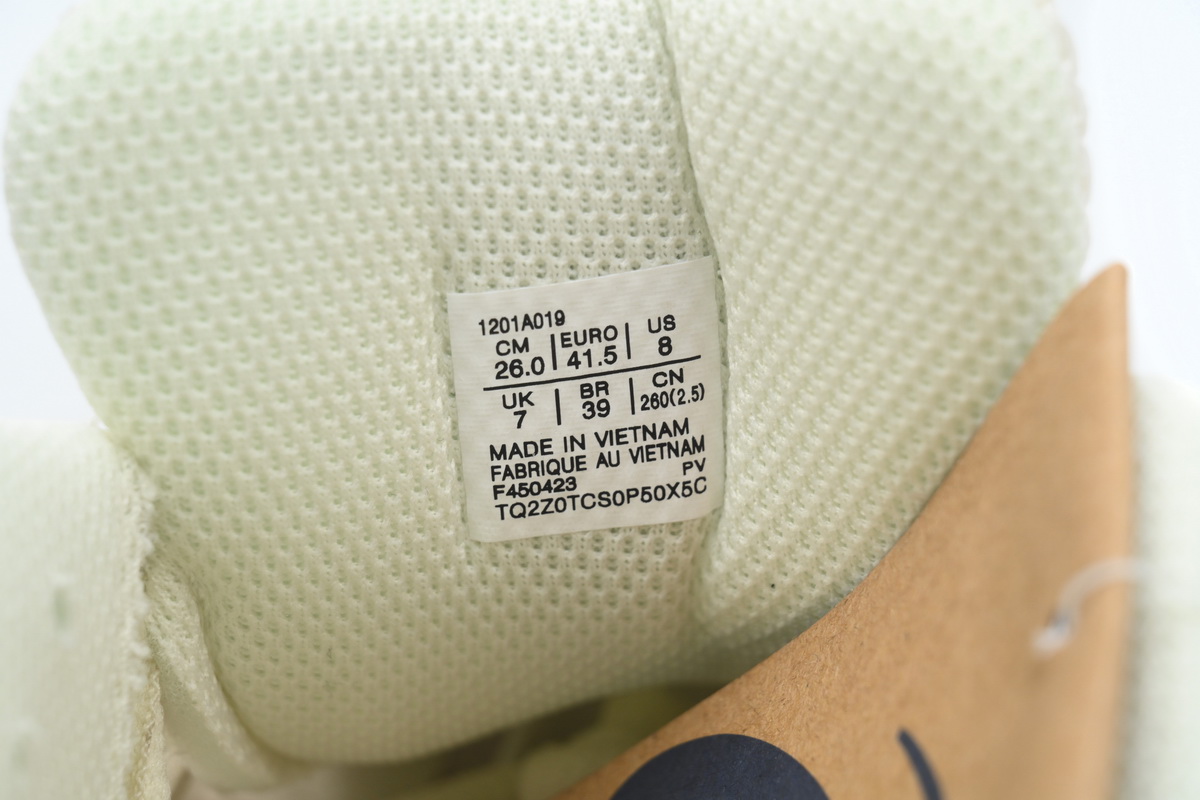 1201A019
CM | EURO | US
26.0 | 41.5 | 8
UK | BR | CN
7 | 39 | 260(2.5)
MADE IN VIETNAM
FABRIQUE AU VIETNAM
F450423 PV
TQ2Z0TCS0P50X5C